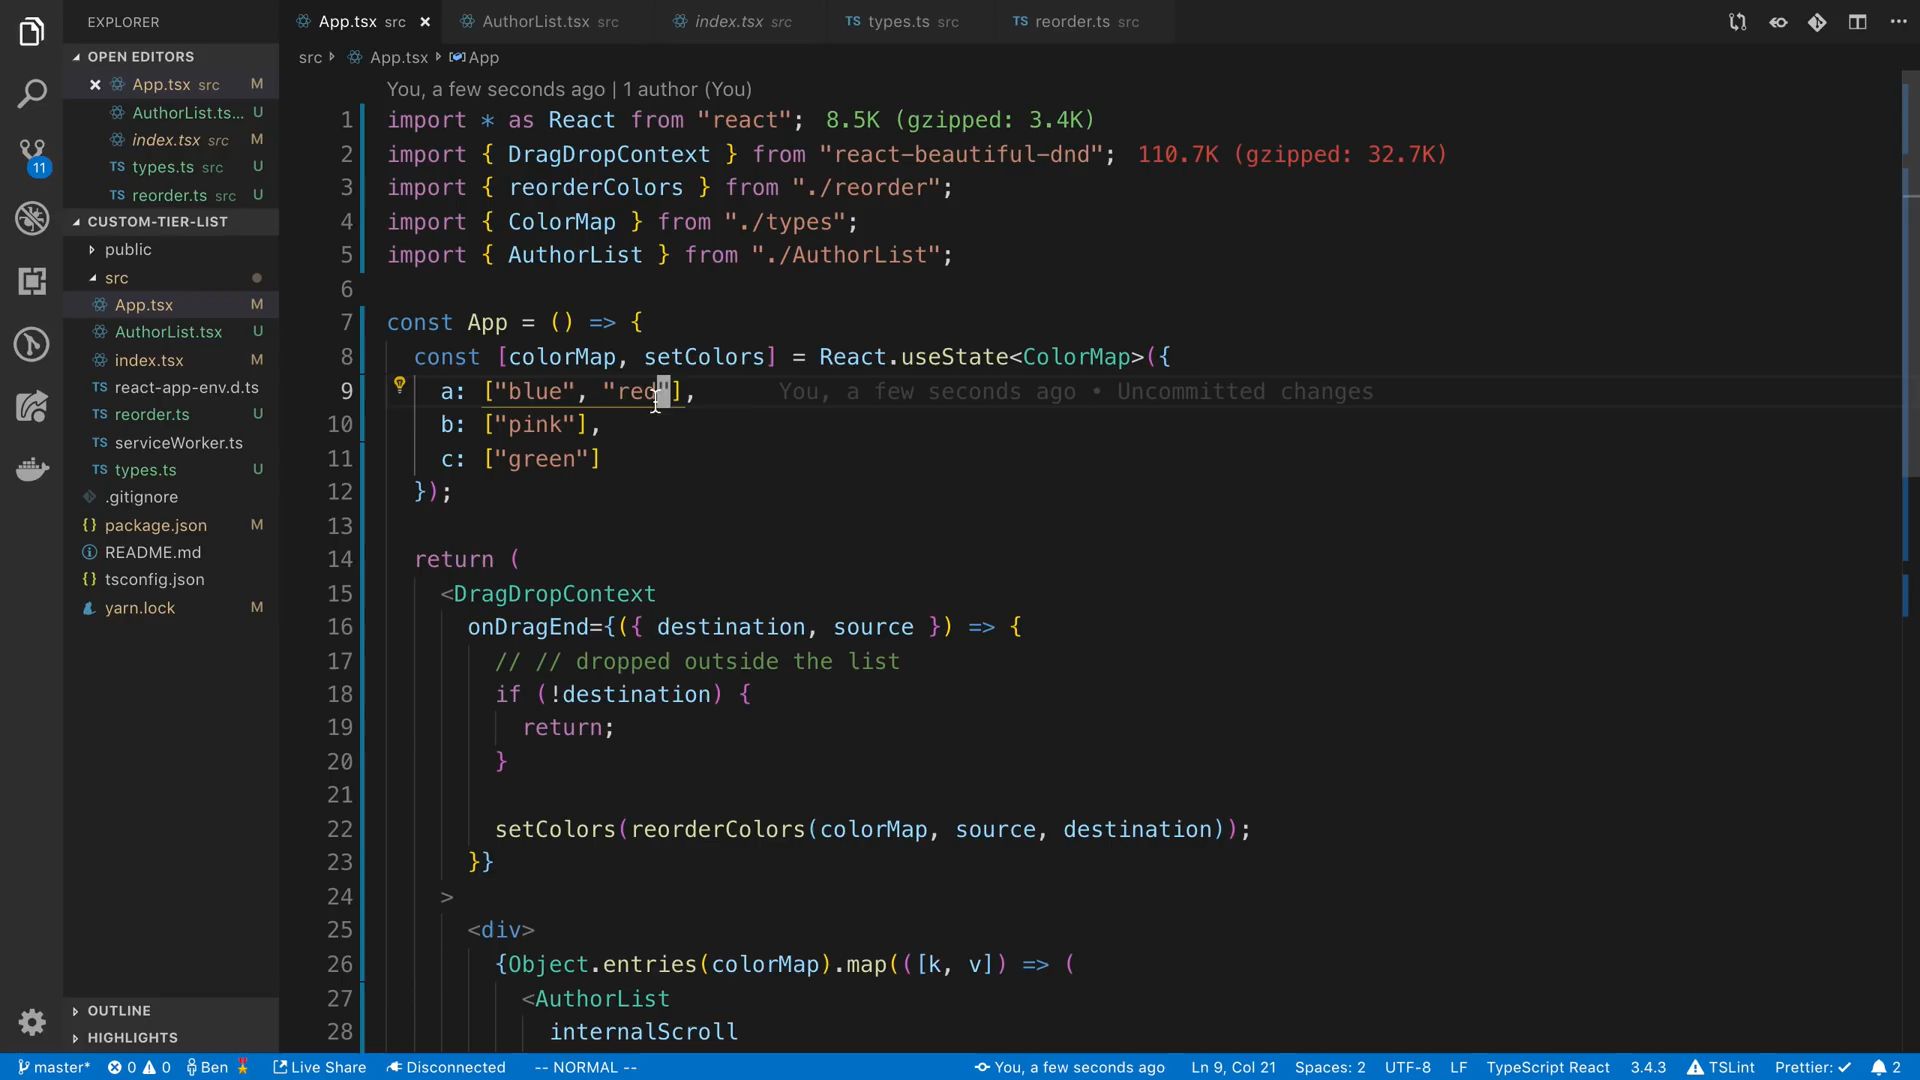 EXPLORER
OPEN EDITORS
App.tsx src M
AuthorList.ts... U
index.tsx src M
TS types.ts src U
TS reorder.ts src U
CUSTOM-TIER-LIST
public
src
App.tsx M
AuthorList.tsx U
index.tsx M
react-app-env.d.ts
reorder.ts U
serviceWorker.ts
TS types.ts U
.gitignore
{} package.json M
README.md
{} tsconfig.json
yarn.lock M
OUTLINE
HIGHLIGHTS
11
App.tsx src
AuthorList.tsx src
index.tsx src
TS types.ts src
TS reorder.ts src
src App.tsx App
You, a few seconds ago | 1 author (You)
1 import * as React from "react"; 8.5K (gzipped: 3.4K)
2 import { DragDropContext } from "react-beautiful-dnd"; 110.7K (gzipped: 32.7K)
3 import { reorderColors } from "./reorder";
4 import { ColorMap } from "./types";
5 import { AuthorList } from "./AuthorList";
6
7 const App = () => {
8 const [colorMap, setColors] = React.useState<ColorMap>({
9 a: ["blue", "red"], You, a few seconds ago • Uncommitted changes
10 b: ["pink"],
11 c: ["green"]
12 });
13
14 return (
15 <DragDropContext
16 onDragEnd={({ destination, source }) => {
17 // // dropped outside the list
18 if (!destination) {
19 return;
20 }
21
22 setColors(reorderColors(colorMap, source, destination));
23 }}
24 >
25 <div>
26 {Object.entries(colorMap).map(([k, v]) => (
27 <AuthorList
28 internalScroll
master* 0 0 Ben Live Share Disconnected -- NORMAL -- You, a few seconds ago Ln 9, Col 21 Spaces: 2 UTF-8 LF TypeScript React 3.4.3 TSLint Prettier: ✓ 2